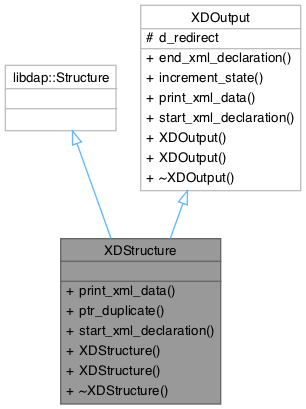 XDOutput
# d_redirect
+ end_xml_declaration()
+ increment_state()
+ print_xml_data()
+ start_xml_declaration()
+ XDOutput()
+ XDOutput()
+ ~XDOutput()
libdap::Structure
XDStructure
+ print_xml_data()
+ ptr_duplicate()
+ start_xml_declaration()
+ XDStructure()
+ XDStructure()
+ ~XDStructure()